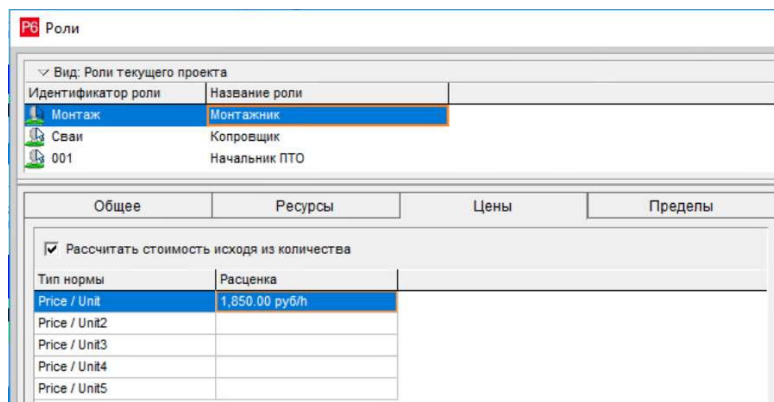 P6 Роли
Вид: Роли текущего проекта
Идентификатор роли Название роли
Монтаж Монтажник
Сваи Копровщик
001 Начальник ПТО
Общее Ресурсы Цены Пределы
Рассчитать стоимость исходя из количества
Тип нормы Расценка
Price / Unit 1,850.00 руб/h
Price / Unit2
Price / Unit3
Price / Unit4
Price / Unit5